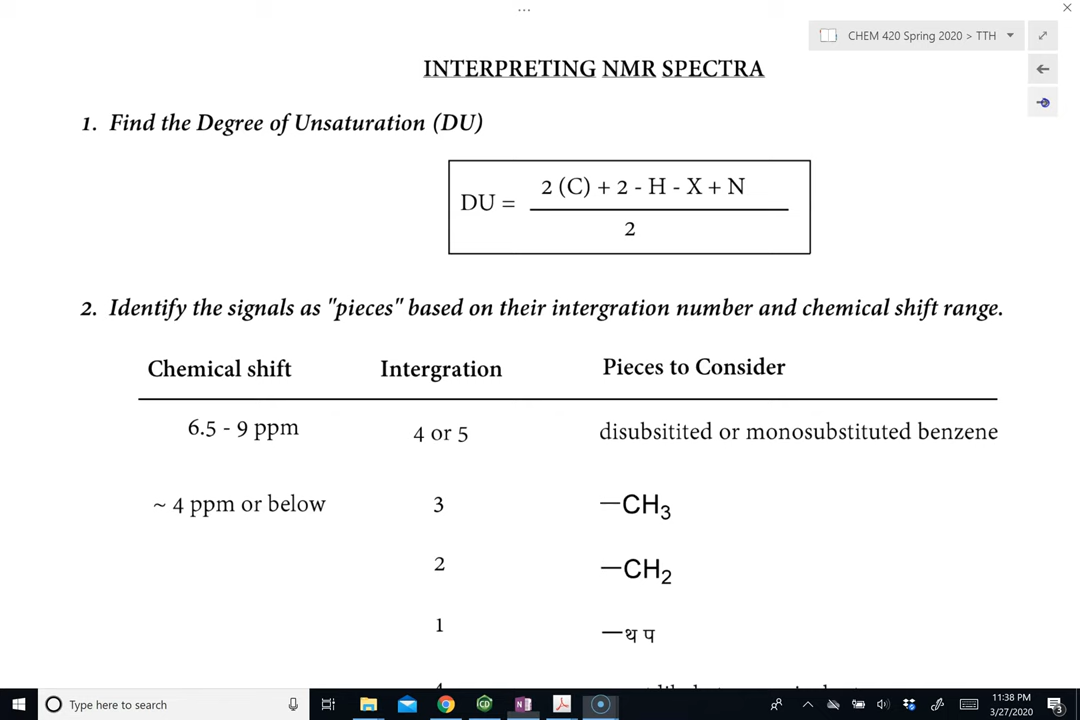 CHEM 420 Spring 2020 > TTH
INTERPRETING NMR SPECTRA
1. Find the Degree of Unsaturation (DU)
DU = 2 (C) + 2 - H - X + N
2
2. Identify the signals as "pieces" based on their intergration number and chemical shift range.
Chemical shift Intergration Pieces to Consider
6.5 - 9 ppm 4 or 5 disubsitited or monosubstituted benzene
~ 4 ppm or below 3 —CH3
2 —CH2
1 —थ प
Type here to search
11:38 PM
3/27/2020
3